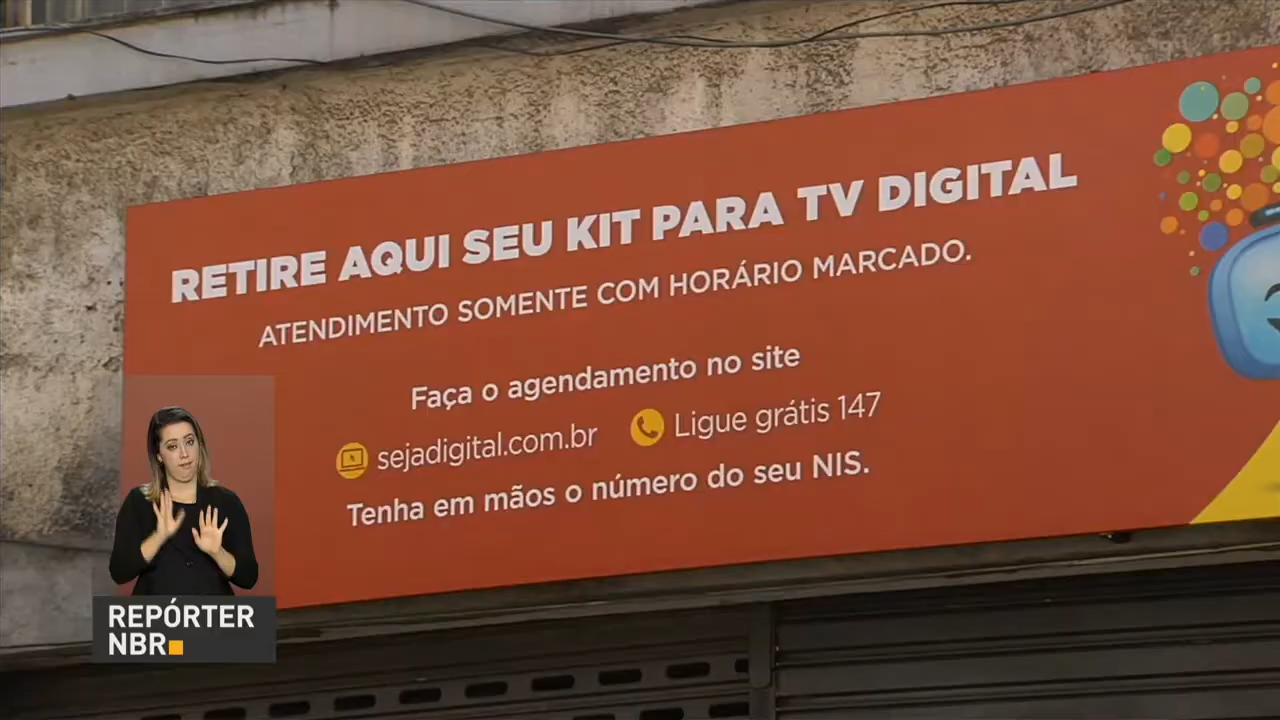 RETIRE AQUI SEU KIT PARA TV DIGITAL
ATENDIMENTO SOMENTE COM HORÁRIO MARCADO.
Faça o agendamento no site
sejadigital.com.br Ligue grátis 147
Tenha em mãos o número do seu NIS.
REPÓRTER
NBR